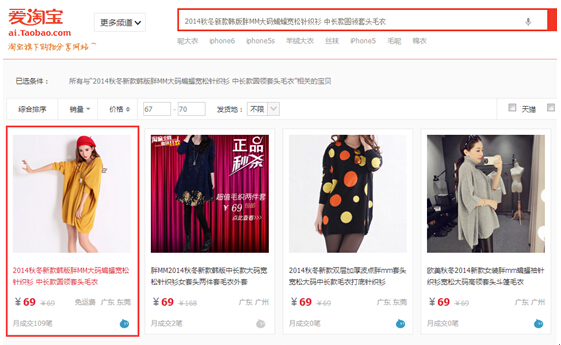 爱淘宝
ai.Taobao.com
淘宝旗下购物分享网站
更多频道
2014秋冬新款韩版胖MM大码蝙蝠宽松针织衫 中长款圆领套头毛衣
呢大衣 iphone6 iphone5s 羊绒大衣 丝袜 iPhone5 毛呢 棉衣
已选条件： 所有与"2014秋冬新款韩版胖MM大码蝙蝠宽松针织衫 中长款圆领套头毛衣"相关的宝贝
综合排序 销量 价格 67 - 70 发货地： 不限 天猫
正品
秒杀
超值毛织两件套
￥69
点此查看>>>
2014秋冬新款韩版胖MM大码蝙蝠宽松
针织衫 中长款圆领套头毛衣
￥69 ￥69 免运费 广东 东莞
月成交109笔
胖MM2014秋冬新款韩版中长款大码宽
松针织衫女套头两件套毛衣外套
￥69 ￥168 广东 广州
月成交2笔
2014秋冬新款双层加厚波点胖mm套头
宽松大码中长款毛衣打底针织衫
￥69 ￥69 广东 东莞
月成交0笔
欧美秋冬2014新款女装胖mm蝙蝠袖针
织衫宽松大码高领套头斗篷毛衣
￥69 ￥69 广东 广州
月成交0笔